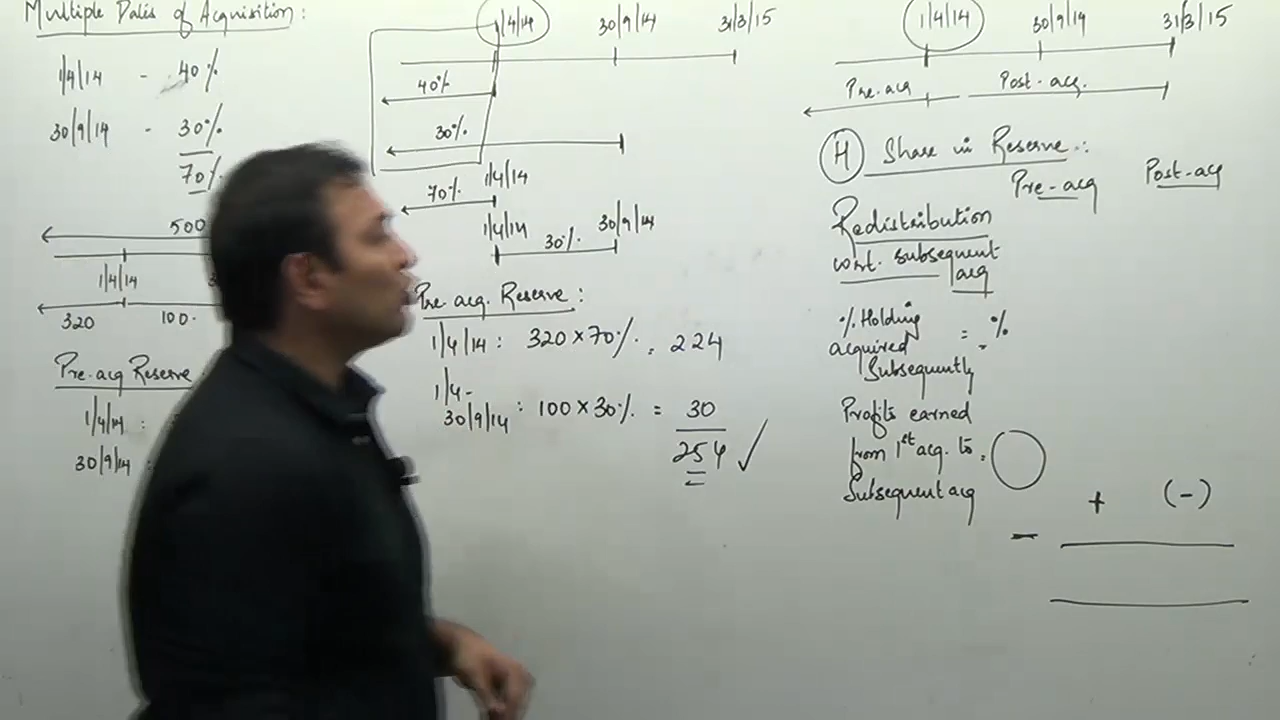 Multiple Dates of Acquisition :
1/4/14 - 40%
30/9/14 - 30%
70%
500
1/4/14
320 100
Pre-acq Reserve
1/4/14 :
30/9/14 :
1/4/14 30/9/14 31/3/15
40%
30%
1/4/14
70%
1/4/14 30/9/14
30%
Pre acq. Reserve :
1/4/14 : 320 × 70% = 224
1/4 -
30/9/14 : 100 × 30% = 30
254 ✓
1/4/14 30/9/14 31/3/15
Pre-acq Post-acq.
(H) Share in Reserve :
Pre-acq Post-acq
Redistribution
w.r.t. subsequent
acq
% Holding
acquired = %
Subsequently
Profits earned
from 1st acq. to =
Subsequent acq
+ (-)